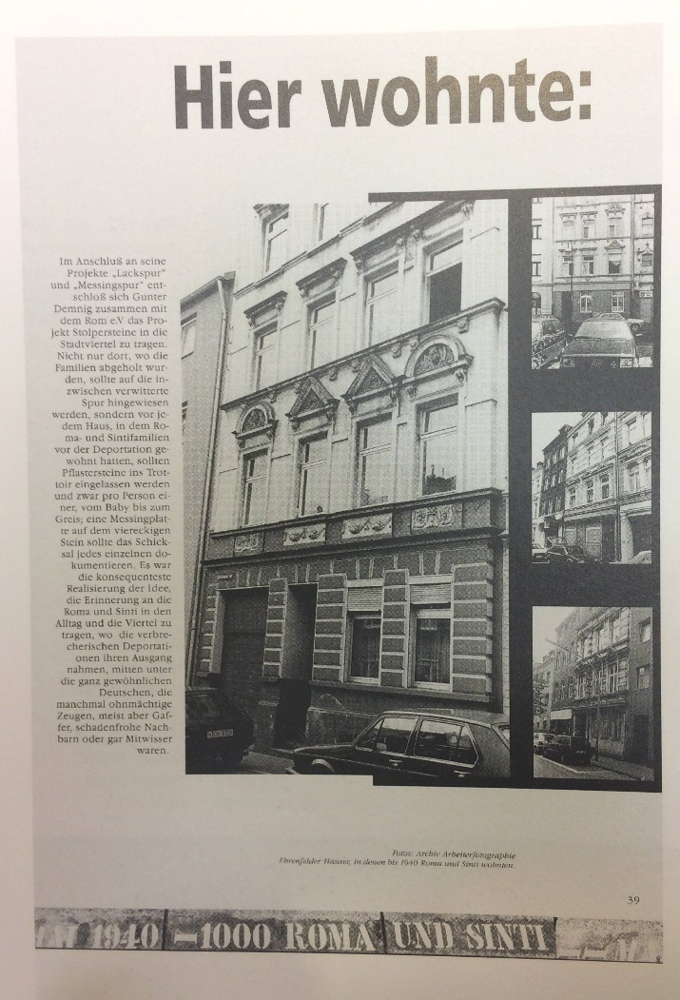 Hier wohnte:
Im Anschluß an seine
Projekte „Lackspur"
und „Messingspur" ent-
schloß sich Gunter
Demnig zusammen mit
dem Rom e.V das Pro-
jekt Stolpersteine in die
Stadtviertel zu tragen.
Nicht nur dort, wo die
Familien abgeholt wur-
den, sollte auf die in-
zwischen verwitterte
Spur hingewiesen
werden, sondern vor je-
dem Haus, in dem Ro-
ma- und Sintifamilien
vor der Deportation ge-
wohnt hatten, sollten
Pflastersteine ins Trot-
toir eingelassen werden
und zwar pro Person ei-
ner, vom Baby bis zum
Greis; eine Messingplat-
te auf dem viereckigen
Stein sollte das Schick-
sal jedes einzelnen do-
kumentieren. Es war
die konsequenteste
Realisierung der Idee,
die Erinnerung an die
Roma und Sinti in den
Alltag und die Viertel zu
tragen, wo die verbre-
cherischen Deportati-
onen ihren Ausgang
nahmen, mitten unter
die ganz gewöhnlichen
Deutschen, die
manchmal ohnmächtige
Zeugen, meist aber Gaf-
fer, schadenfrohe Nach-
barn oder gar Mitwisser
waren.
Fotos: Archiv Arbeiterfotographie
Ehrenfelder Häuser, in denen bis 1940 Roma und Sinti wohnten.
39
1940 – 1000 ROMA UND SINTI